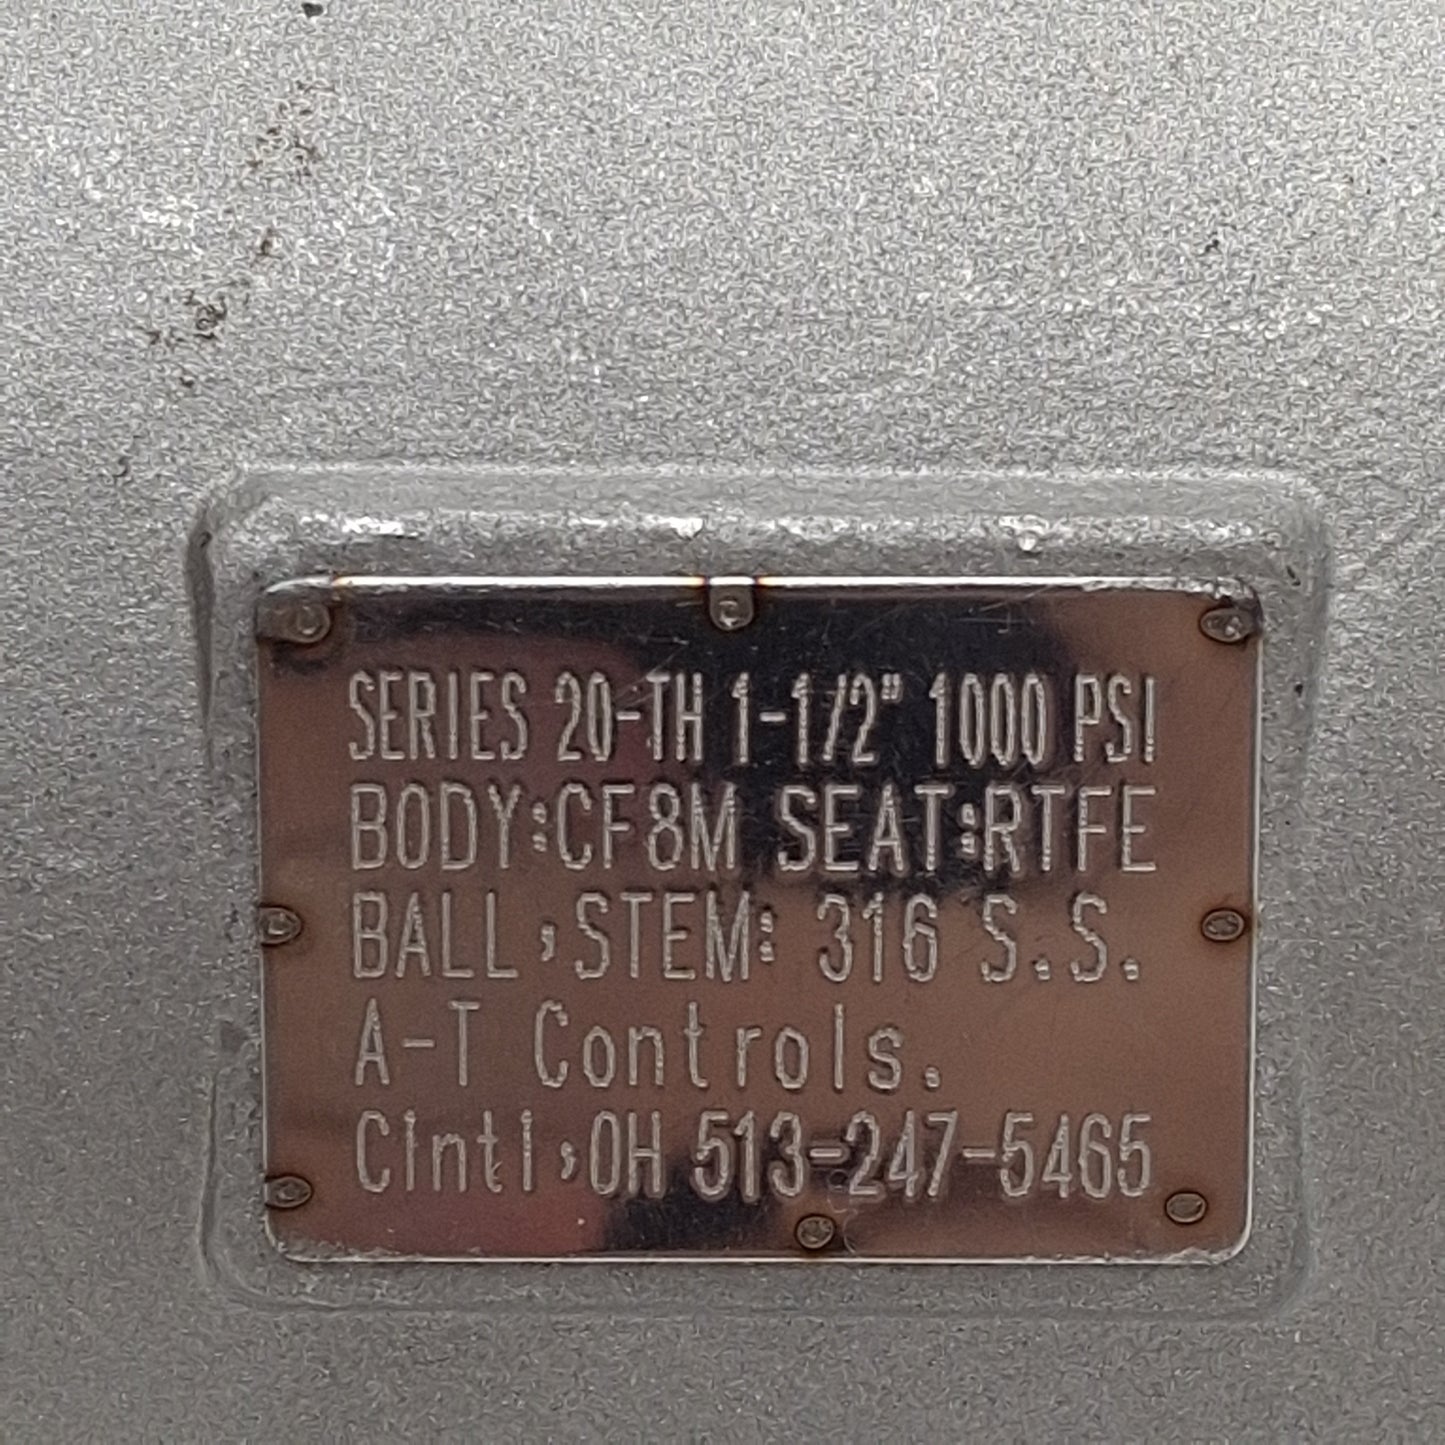 SERIES 20-TH 1-1/2" 1000 PSI
BODY:CF8M SEAT:RTFE
BALL,STEM: 316 S.S.
A-T Controls.
CIntl,OH 513-247-5465